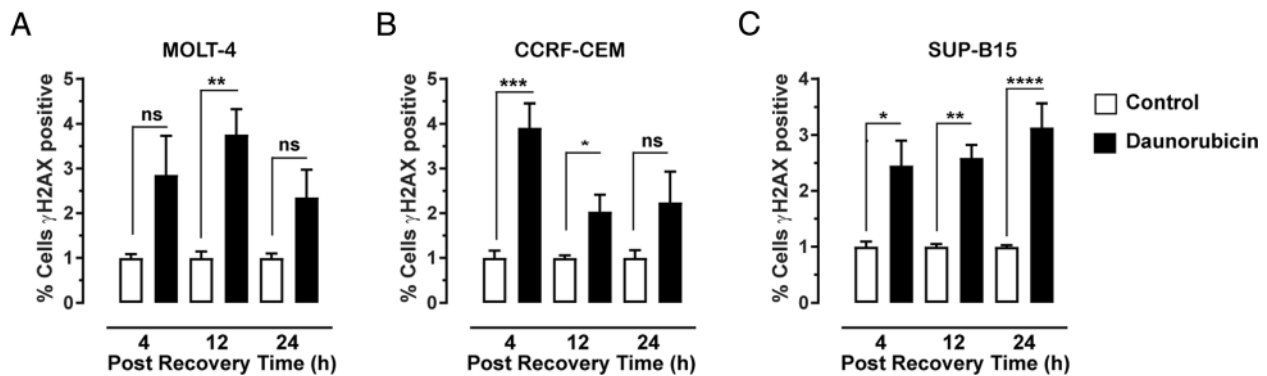 A
MOLT-4
% Cells γH2AX positive
5
4
3
2
1
0
ns
**
ns
4 12 24
Post Recovery Time (h)
B
CCRF-CEM
% Cells γH2AX positive
5
4
3
2
1
0
***
*
ns
4 12 24
Post Recovery Time (h)
C
SUP-B15
% Cells γH2AX positive
4
3
2
1
0
*
**
****
4 12 24
Post Recovery Time (h)
Control
Daunorubicin